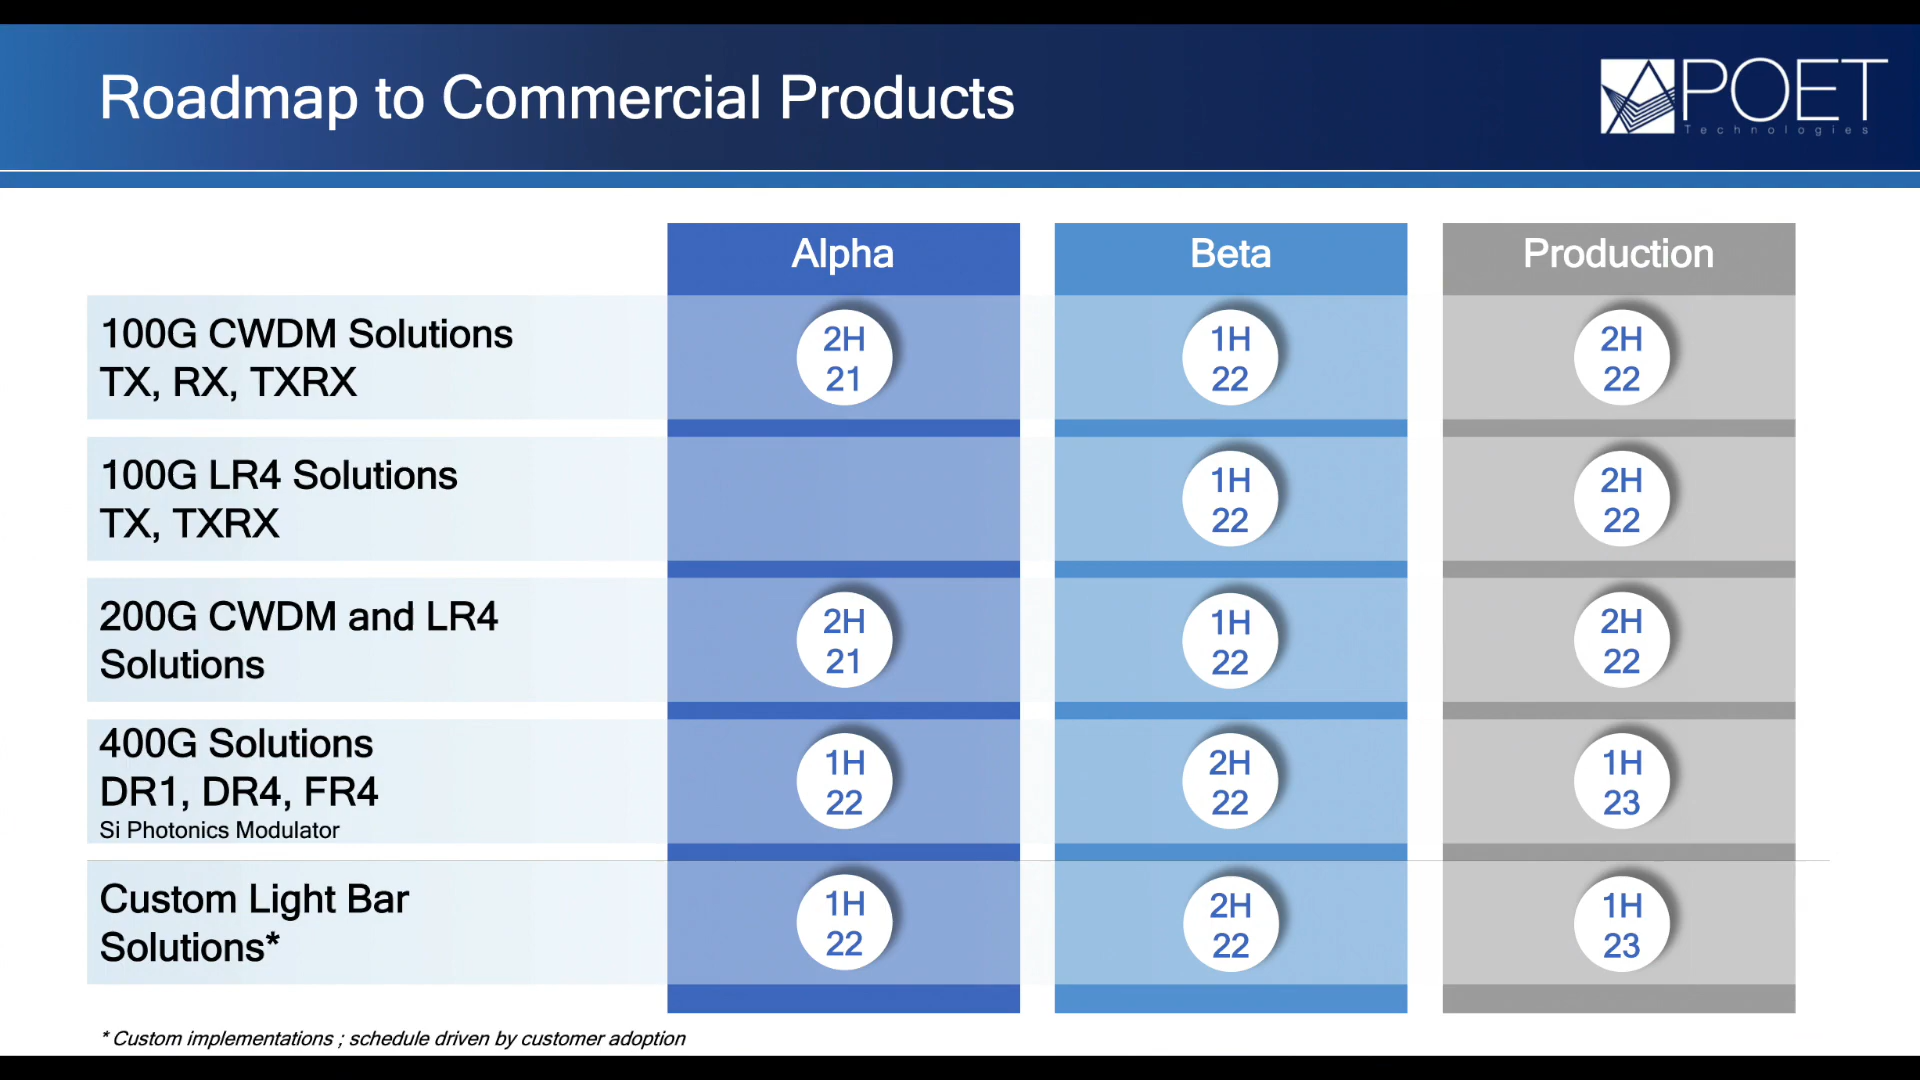 Roadmap to Commercial Products
POET
Technologies
Alpha
Beta
Production
100G CWDM Solutions
TX, RX, TXRX
2H
21
1H
22
2H
22
100G LR4 Solutions
TX, TXRX
1H
22
2H
22
200G CWDM and LR4
Solutions
2H
21
1H
22
2H
22
400G Solutions
DR1, DR4, FR4
Si Photonics Modulator
1H
22
2H
22
1H
23
Custom Light Bar
Solutions*
1H
22
2H
22
1H
23
* Custom implementations ; schedule driven by customer adoption